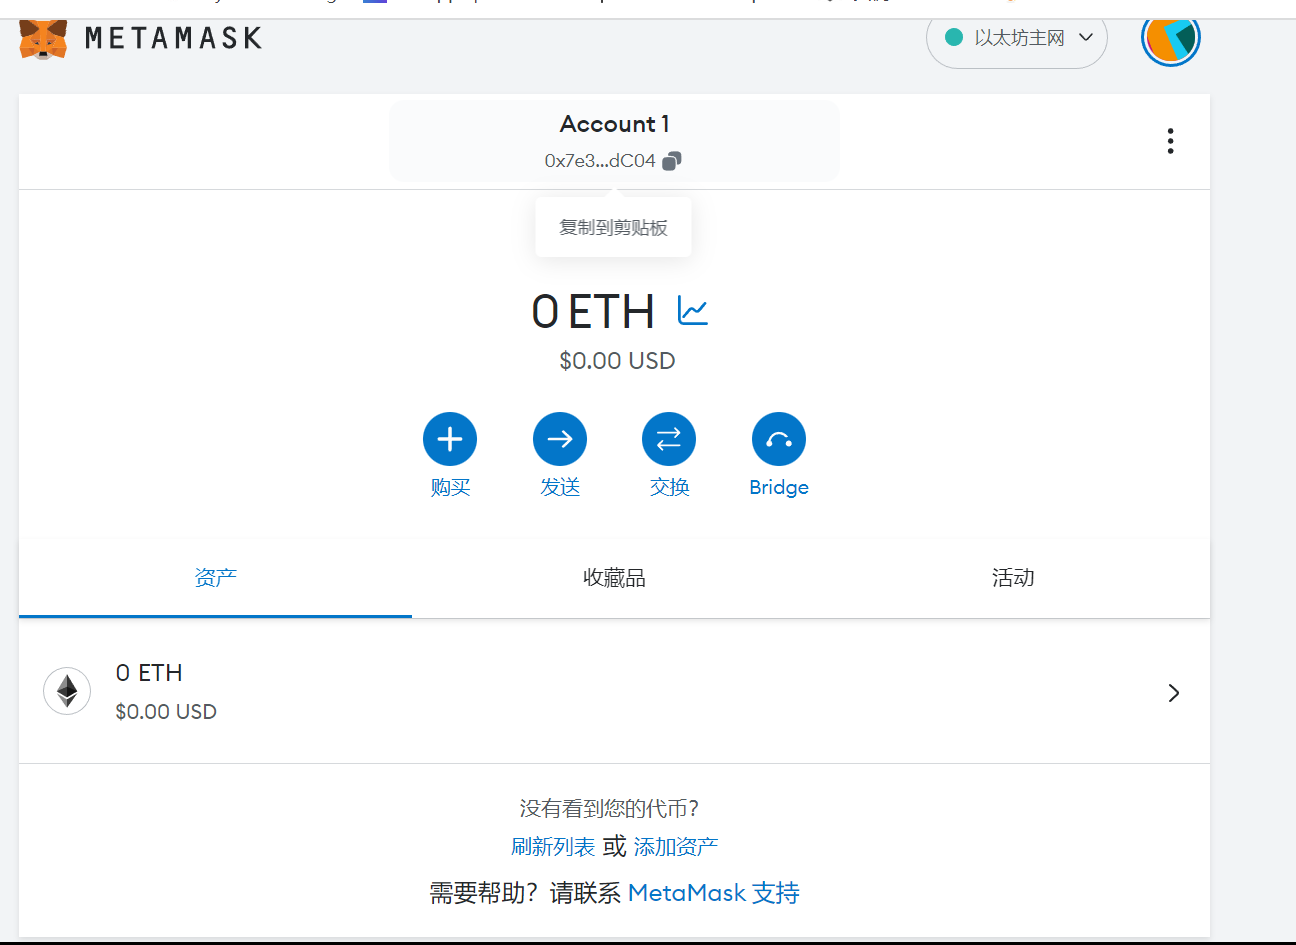 METAMASK
以太坊主网
Account 1
0x7e3...dC04
复制到剪贴板
0 ETH
$0.00 USD
购买
发送
交换
Bridge
资产
收藏品
活动
0 ETH
$0.00 USD
没有看到您的代币?
刷新列表 或 添加资产
需要帮助？请联系 MetaMask 支持